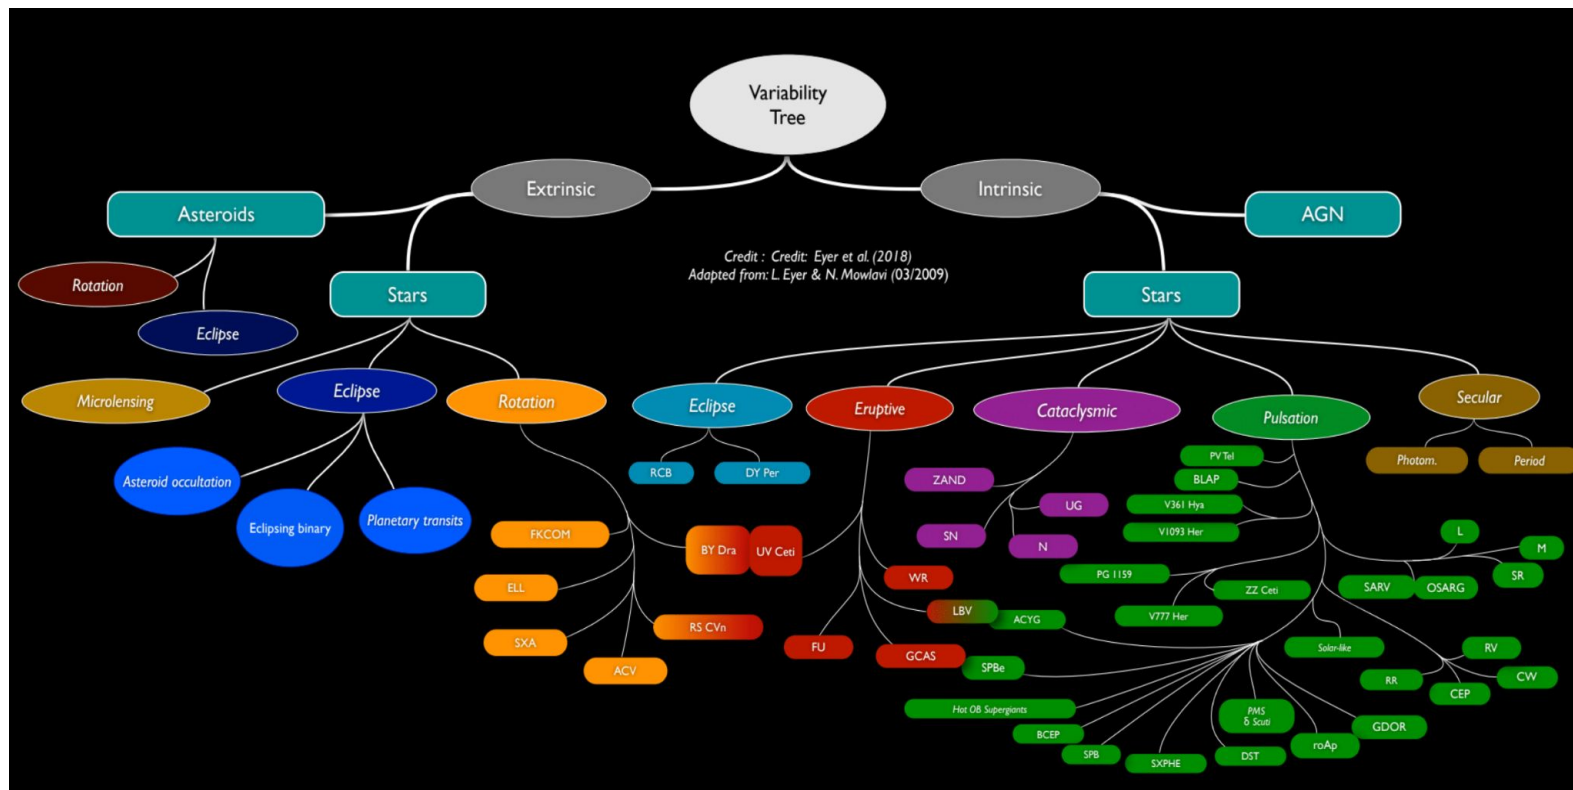 Variability
Tree
Extrinsic
Intrinsic
Asteroids
AGN
Credit : Credit: Eyer et al. (2018)
Adapted from: L. Eyer & N. Mowlavi (03/2009)
Rotation
Eclipse
Stars
Stars
Microlensing
Eclipse
Rotation
Eclipse
Eruptive
Cataclysmic
Pulsation
Secular
Asteroid occultation
Eclipsing binary
Planetary transits
RCB
DY Per
ZAND
UG
SN
N
PV Tel
BLAP
V361 Hya
V1093 Her
Photom.
Period
FKCOM
BY Dra
UV Ceti
ELL
SXA
RS CVn
ACV
WR
LBV
ACYG
FU
GCAS
SPBe
PG 1159
ZZ Ceti
V777 Her
L
M
SR
SARV
OSARG
Solar-like
RV
RR
CEP
CW
Hot OB Supergiants
BCEP
SPB
SXPHE
DST
PMS
δ Scuti
roAp
GDOR